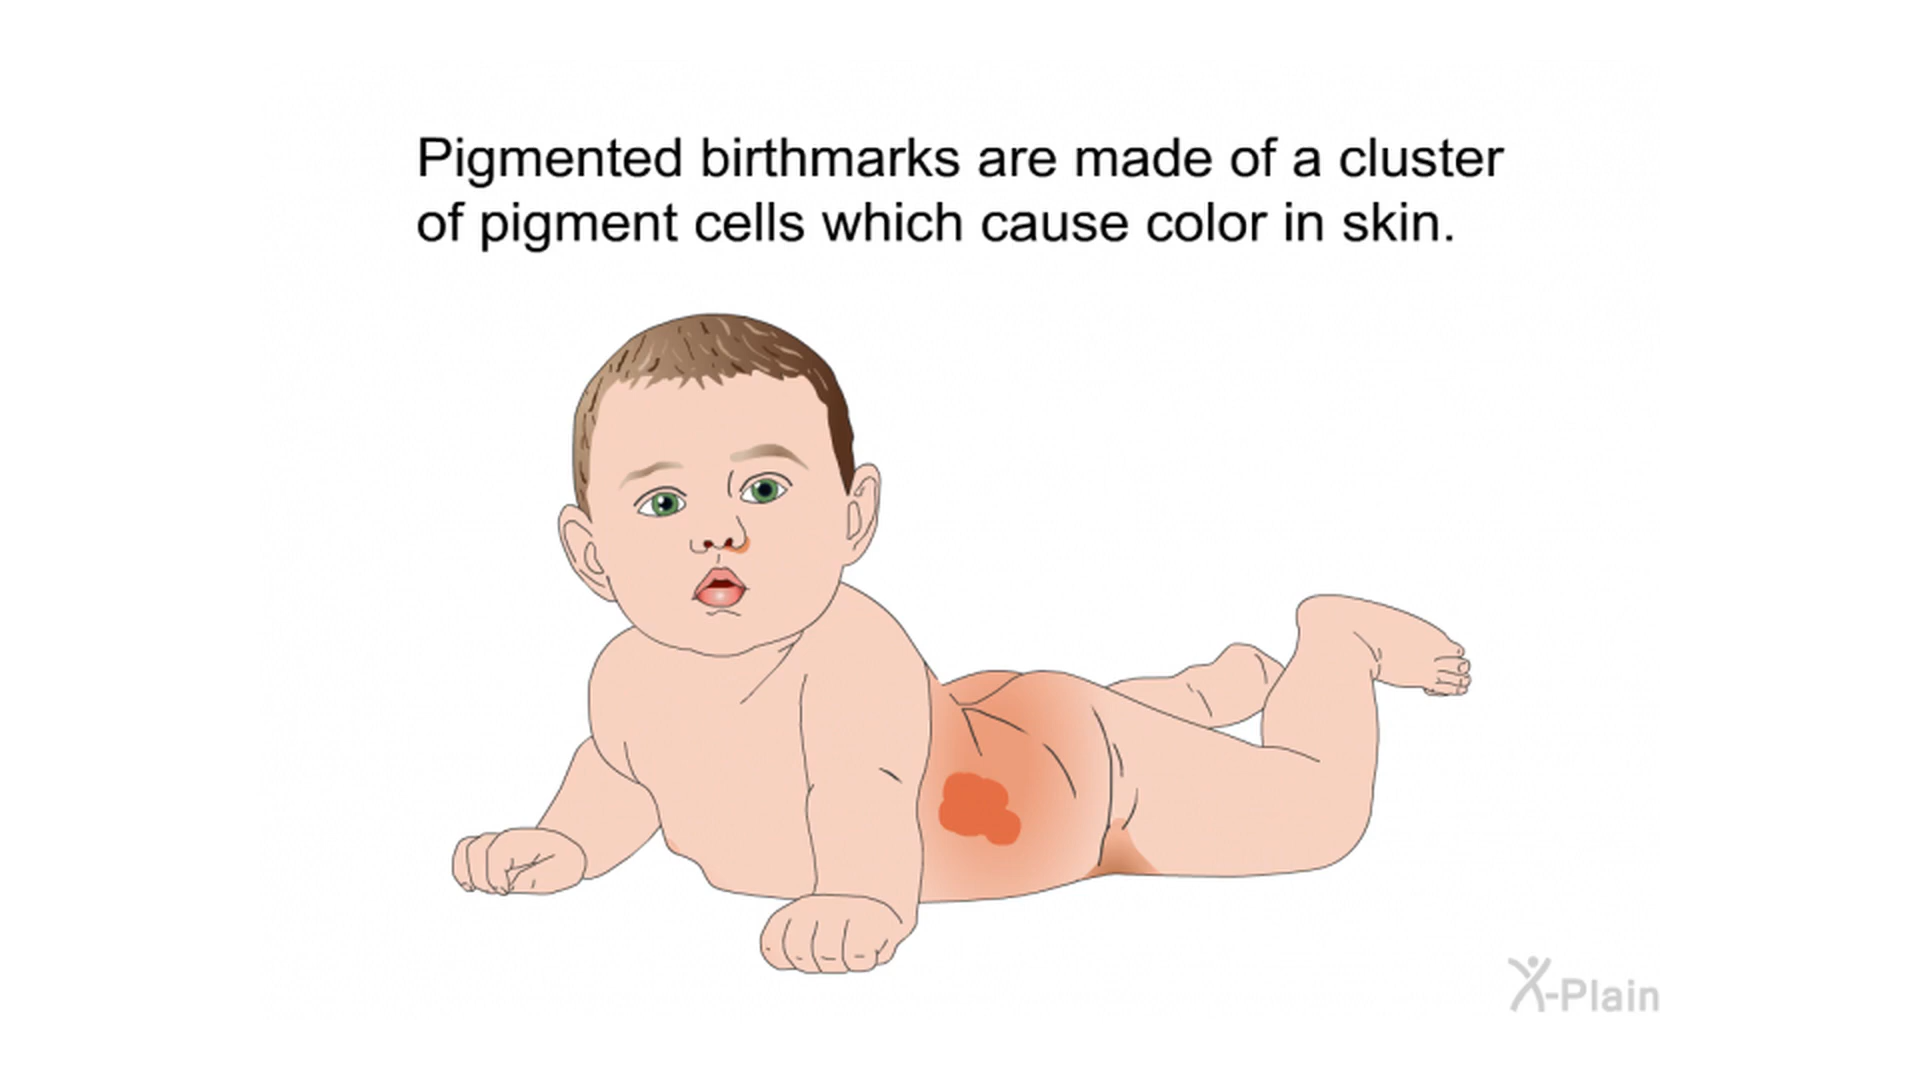 Pigmented birthmarks are made of a cluster
of pigment cells which cause color in skin.
X-Plain